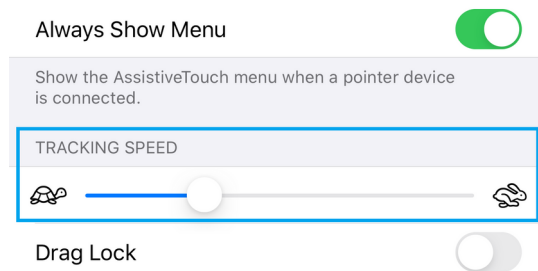 Always Show Menu
Show the AssistiveTouch menu when a pointer device
is connected.
TRACKING SPEED
Drag Lock